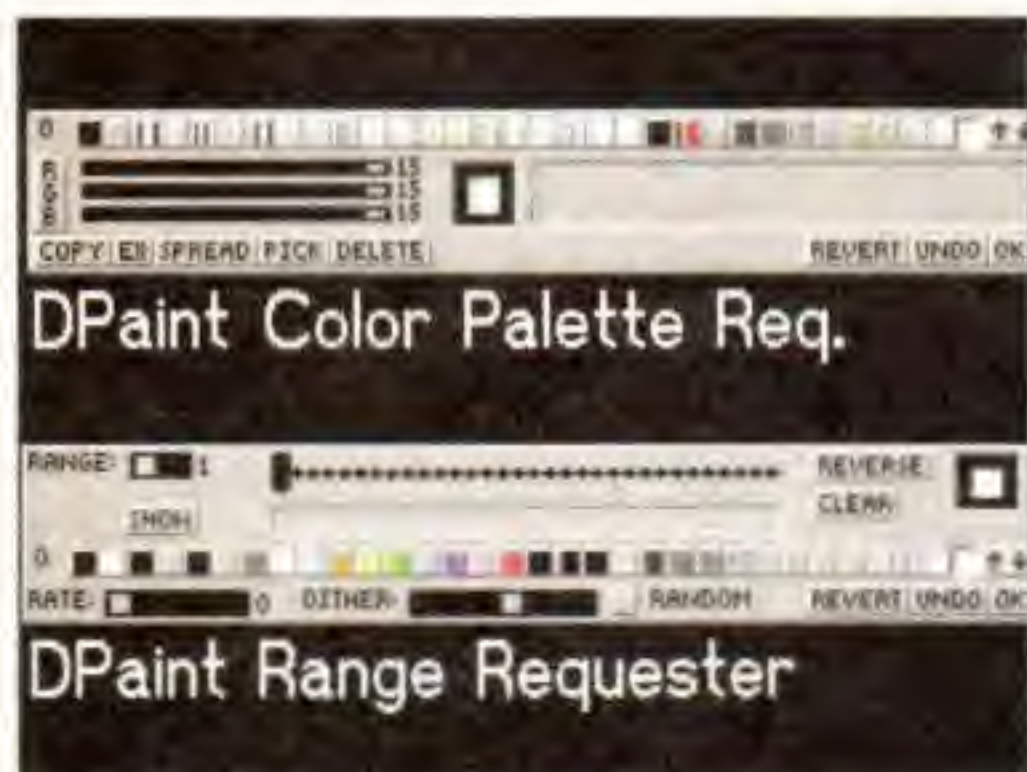 0
R 15
G 15
B 15
COPY EX SPREAD PICK DELETE REVERT UNDO OK
DPaint Color Palette Req.
RANGE: 1 REVERSE
CLEAR
SHOW
0
RATE: 0 DITHER: RANDOM REVERT UNDO OK
DPaint Range Requester